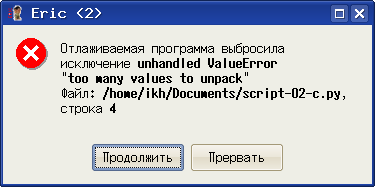 Eric <2>
Отлаживаемая программа выбросила
исключение unhandled ValueError
"too many values to unpack"
Файл: /home/ikh/Documents/script-02-c.py,
строка 4
Продолжить Прервать